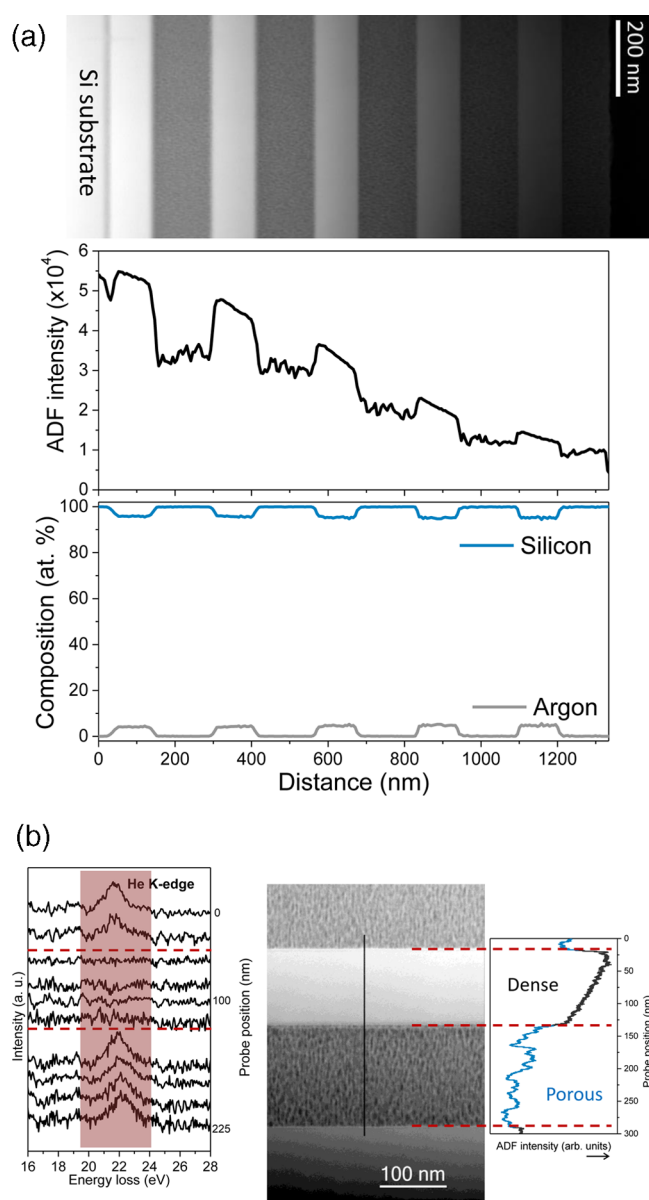 (a)
Si substrate
200 nm
ADF intensity (x10⁴)
6
5
4
3
2
1
0
Composition (at. %)
100
80
60
40
20
0
Silicon
Argon
0 200 400 600 800 1000 1200
Distance (nm)
(b)
He K-edge
Intensity (a. u.)
0
100
225
Probe position (nm)
16 18 20 22 24 26 28
Energy loss (eV)
100 nm
Dense
Porous
0
50
100
150
200
250
300
Probe position (nm)
ADF intensity (arb. units)